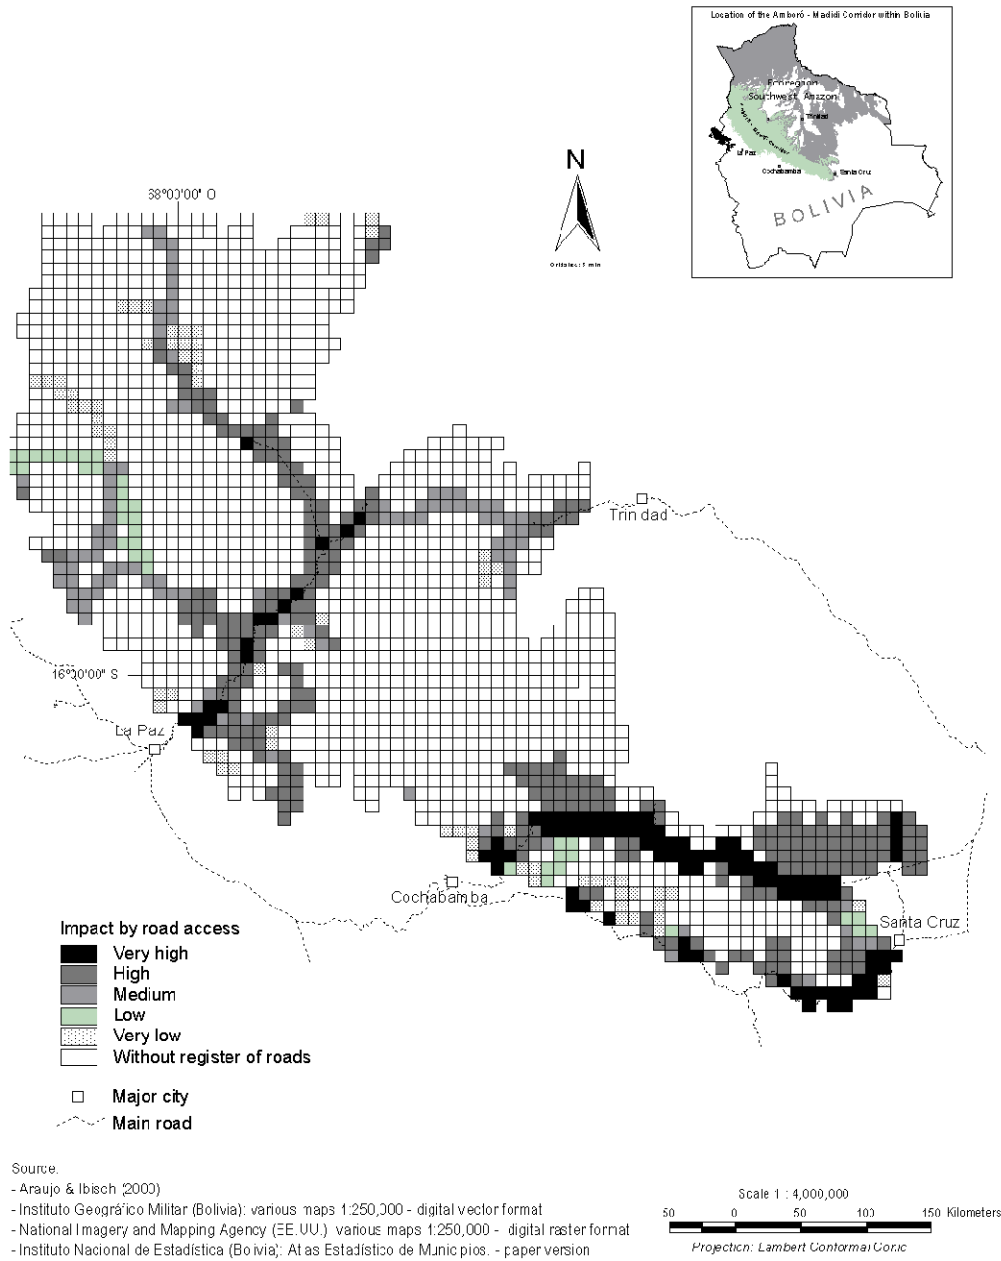 Location of the Amboró - Madidi Corridor within Bolivia
Ecoregion
Southwest Amazon
Trinidad
La Paz
Cochabamba
Santa Cruz
BOLIVIA
N
68°00'00" O
Trin dad
16°00'00" S
La Paz
Cochabamba
Santa Cruz
Impact by road access
Very high
High
Medium
Low
Very low
Without register of roads
Major city
Main road
Source.
- Araujo & Ibisch (2000)
- Instituto Geográfico Militar (Bolivia): various maps 1:250,000 - digital vector format
- National Imagery and Mapping Agency (EE.UU.) various maps 1:250,000 - digital raster format
- Instituto Nacional de Estadística (Bolivia): Atlas Estadístico de Municipios. - paper version
Scale 1 : 4,000,000
50 0 50 100 150 Kilometers
Projection: Lambert Conformal Conic